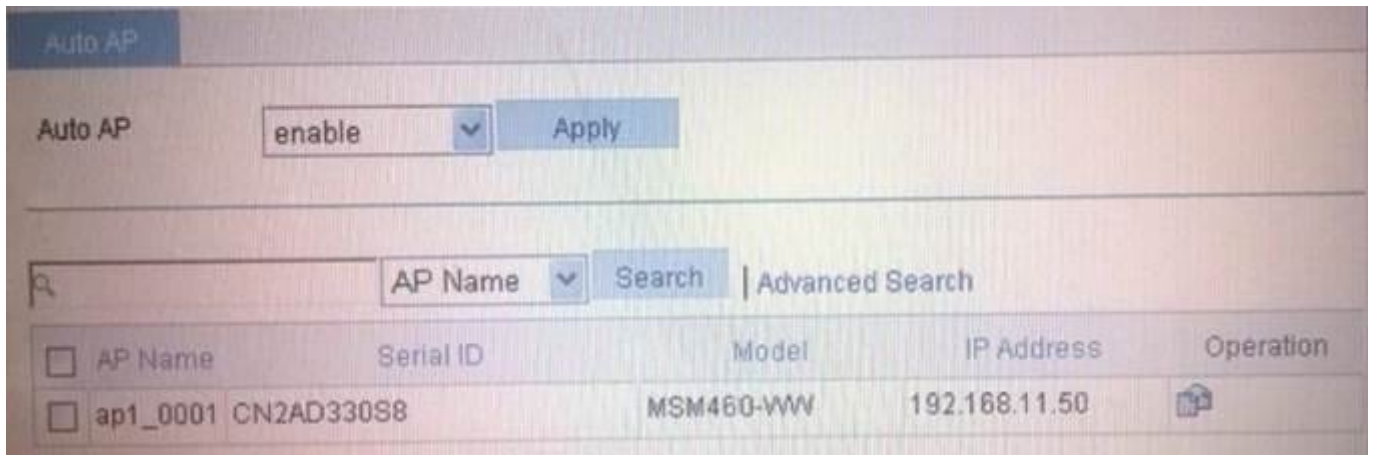 Auto AP
Auto AP enable Apply
AP Name Search | Advanced Search
AP Name Serial ID Model IP Address Operation
ap1_0001 CN2AD330S8 MSM460-WW 192.168.11.50